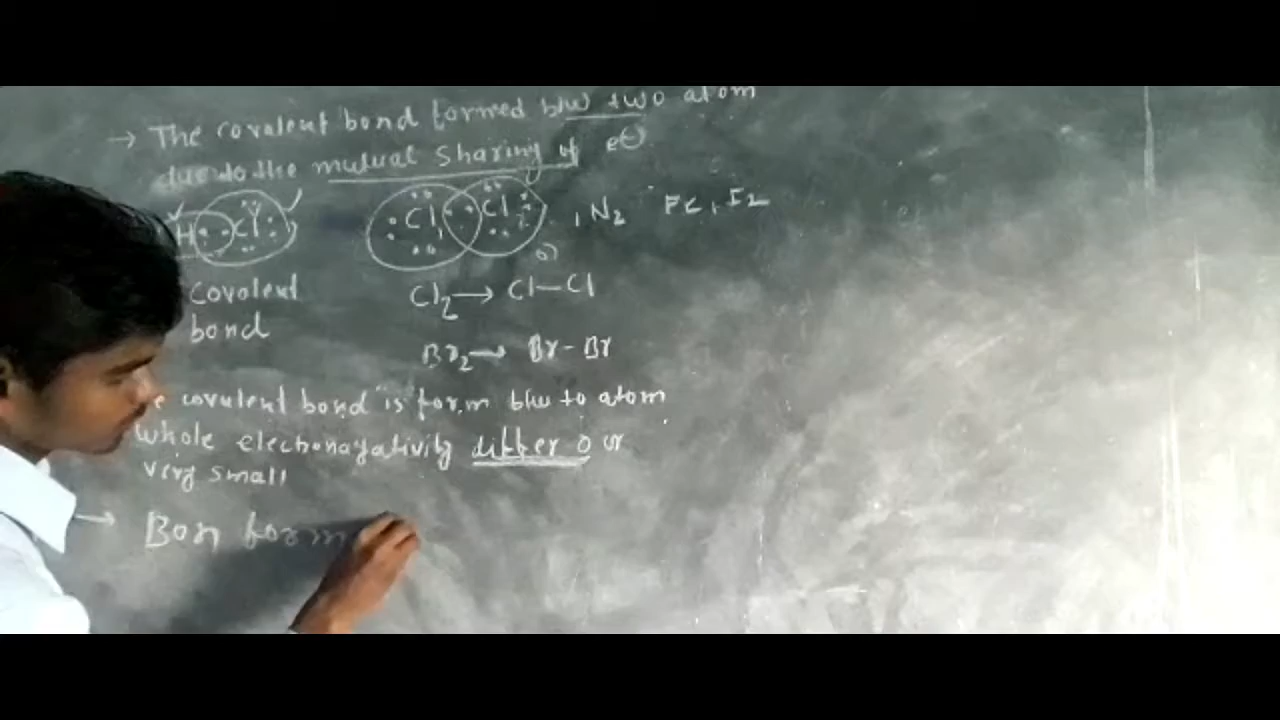 → The covalent bond formed b/w two atom
due to the mutual sharing of e⊖
H Cl Cl Cl , N2 F2 , I2
Covalent
bond
Cl2 → Cl—Cl
Br2 → Br-Br
covalent bond is form b/w to atom
whole electronagativity differ 0 or
very small
→ Bon form